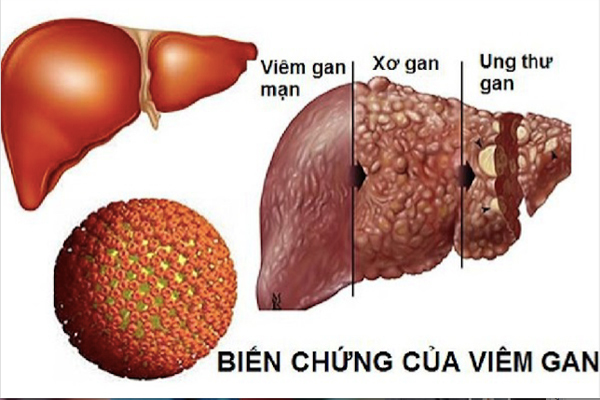 Viêm gan
mạn
Xơ gan
Ung thư
gan
BIẾN CHỨNG CỦA VIÊM GAN